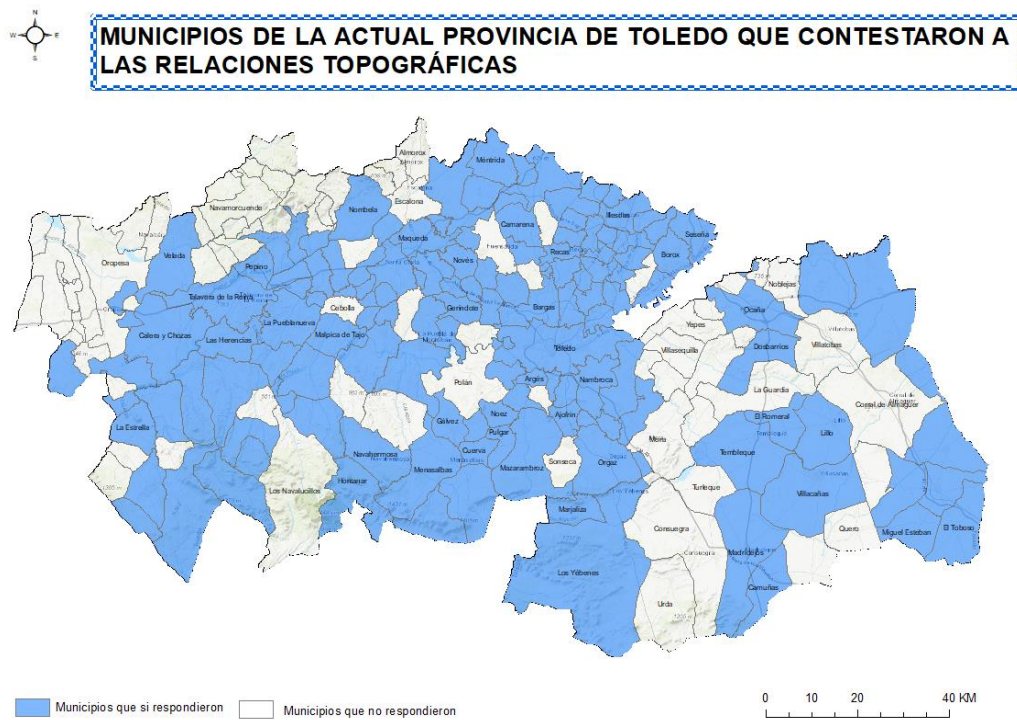 N
W E
S
MUNICIPIOS DE LA ACTUAL PROVINCIA DE TOLEDO QUE CONTESTARON A
LAS RELACIONES TOPOGRÁFICAS
Almorox
Méntrida
Navamorcuende
Nombela
Escalona
Camarena
Illescas
Seseña
Maqueda
Recas
Borox
Oropesa
Velada
Pepino
Novés
Noblejas
Talavera de la Reina
Cebolla
Gerindote
Bargas
Ocaña
La Pueblanueva
Yepes
Calera y Chozas
Las Herencias
Malpica de Tajo
Toledo
Villasequilla
Dosbarrios
Villatobas
Polán
Argés
Nambroca
La Guardia
Corral de Almaguer
La Estrella
Gálvez
Noez
Ajofrín
El Romeral
Pulgar
Lillo
Navahermosa
Cuerva
Mora
Tembleque
Menasalbas
Mazarambroz
Sonseca
Orgaz
Los Navalucillos
Hontanar
Turleque
Villacañas
Marjaliza
Consuegra
Quero
Miguel Esteban
El Toboso
Madridejos
Los Yébenes
Camuñas
Urda
Municipios que si respondieron
Municipios que no respondieron
0 10 20 40 KM